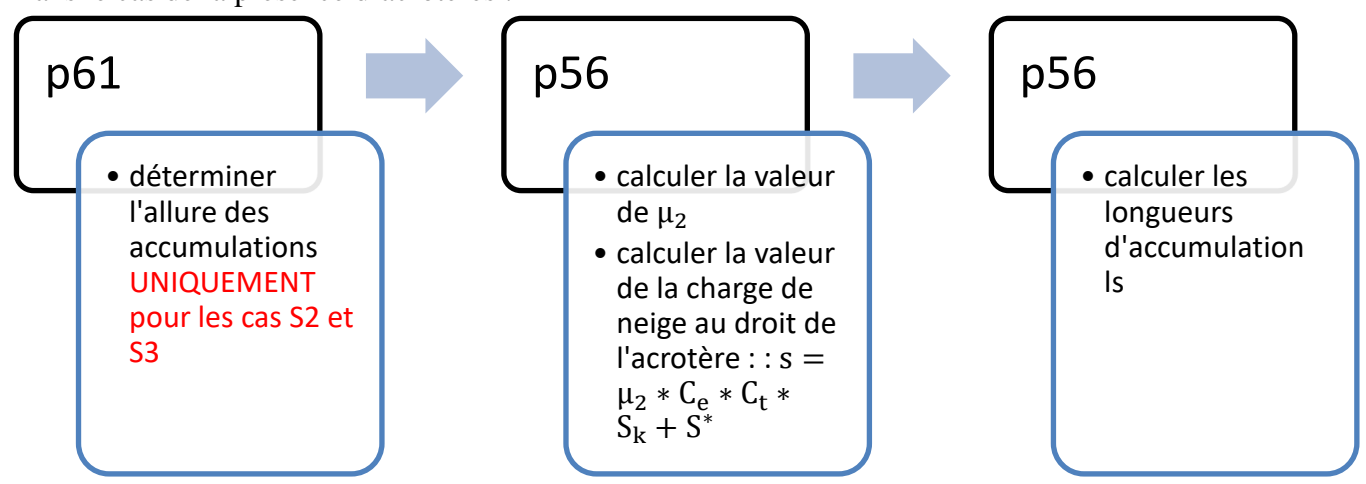 p61
• déterminer
l'allure des
accumulations
UNIQUEMENT
pour les cas S2 et
S3
p56
• calculer la valeur
de μ₂
• calculer la valeur
de la charge de
neige au droit de
l'acrotère : : s =
μ₂ * Cₑ * Cₜ *
Sₖ + S*
p56
• calculer les
longueurs
d'accumulation
ls